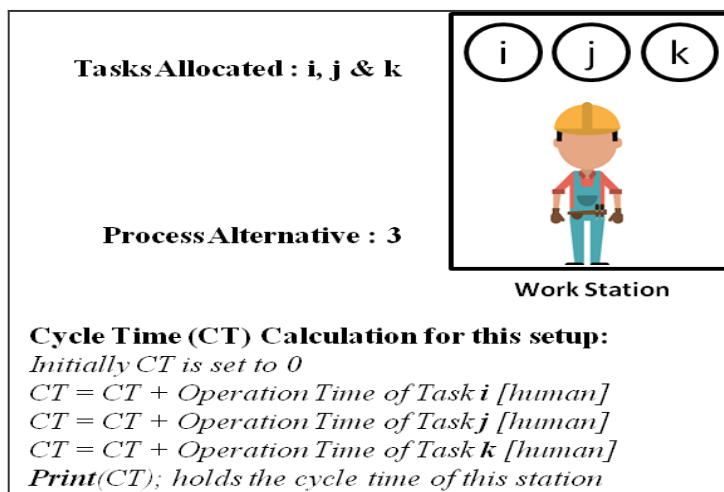 Tasks Allocated : i, j & k
i j k
Process Alternative : 3
Work Station
Cycle Time (CT) Calculation for this setup:
Initially CT is set to 0
CT = CT + Operation Time of Task i [human]
CT = CT + Operation Time of Task j [human]
CT = CT + Operation Time of Task k [human]
Print(CT); holds the cycle time of this station